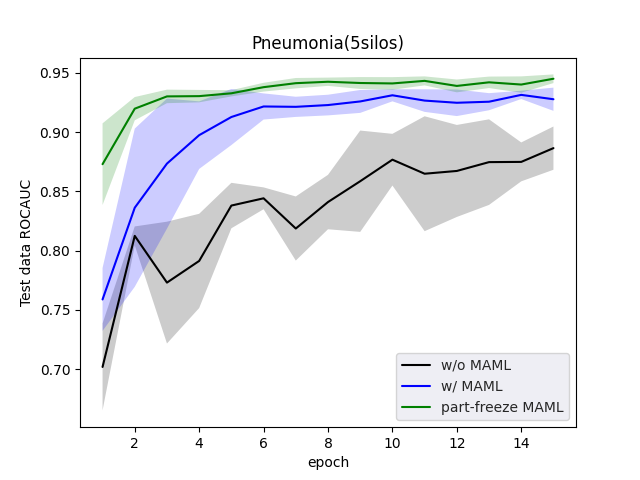 Pneumonia(5silos)
Test data ROCAUC
0.95
0.90
0.85
0.80
0.75
0.70
w/o MAML
w/ MAML
part-freeze MAML
2 4 6 8 10 12 14
epoch